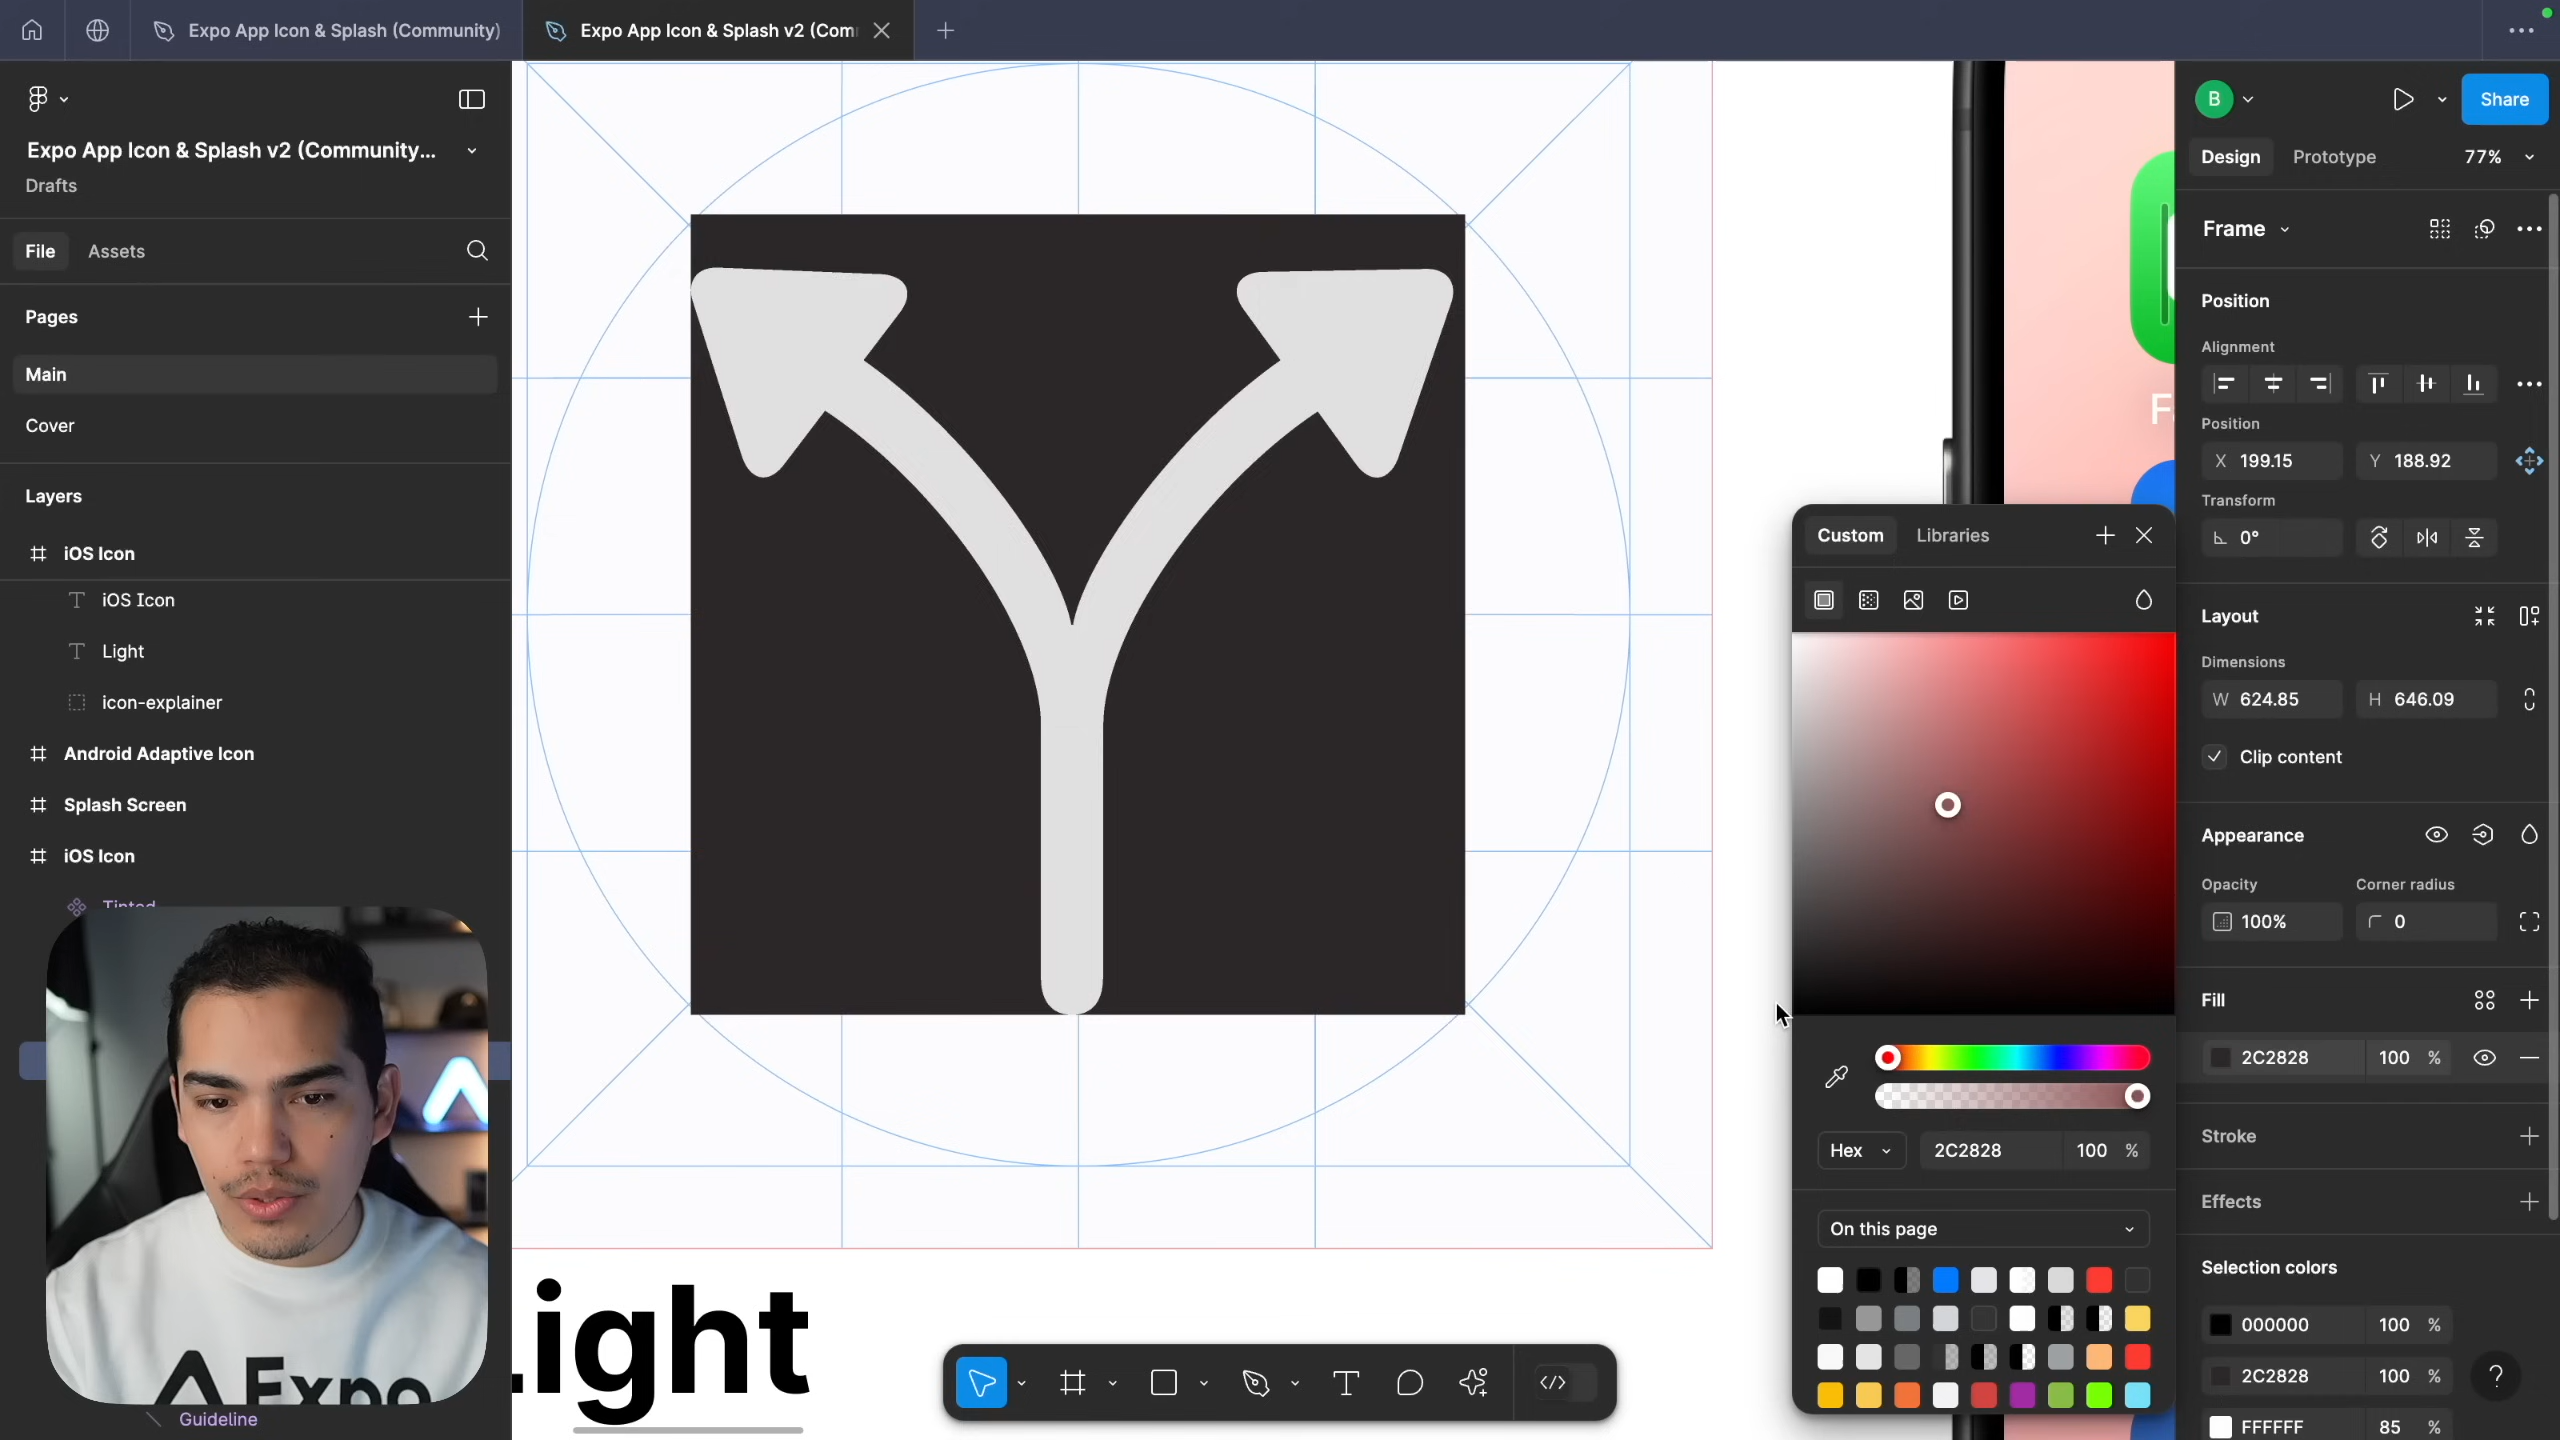 Expo App Icon & Splash (Community)
Expo App Icon & Splash v2 (Com
Expo App Icon & Splash v2 (Community...
Drafts
File
Assets
Pages
Main
Cover
Layers
iOS Icon
iOS Icon
Light
icon-explainer
Android Adaptive Icon
Splash Screen
iOS Icon
Tinted
Guideline
Expo
Light
Custom
Libraries
Hex
2C2828
100 %
On this page
B
Share
Design
Prototype
77%
Frame
Position
Alignment
Position
X 199.15
Y 188.92
Transform
0°
Layout
Dimensions
W 624.85
H 646.09
Clip content
Appearance
Opacity
Corner radius
100%
0
Fill
2C2828
100 %
Stroke
Effects
Selection colors
000000
100 %
2C2828
100 %
FFFFFF
85 %
?